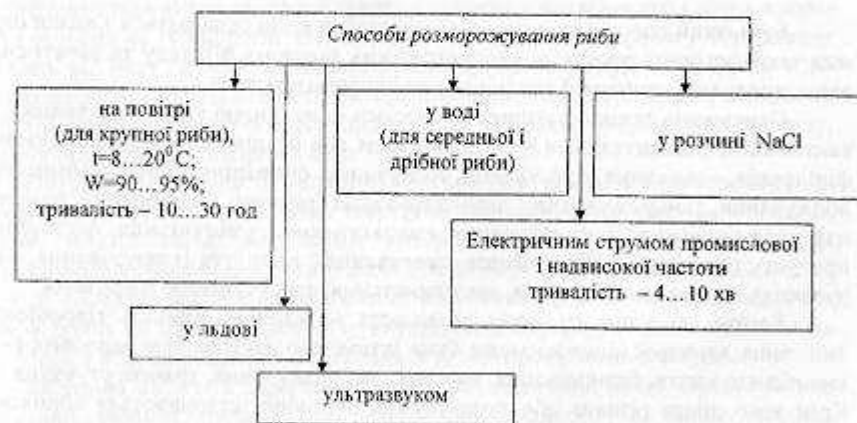 Способи розморожування риби
на повітрі
(для крупної риби),
t=8...20⁰ C;
W=90...95%;
тривалість – 10...30 год
у воді
(для середньої і
дрібної риби)
у розчині NaCl
Електричним струмом промислової
і надвисокої частоти
тривалість – 4...10 хв
у льдові
ультразвуком